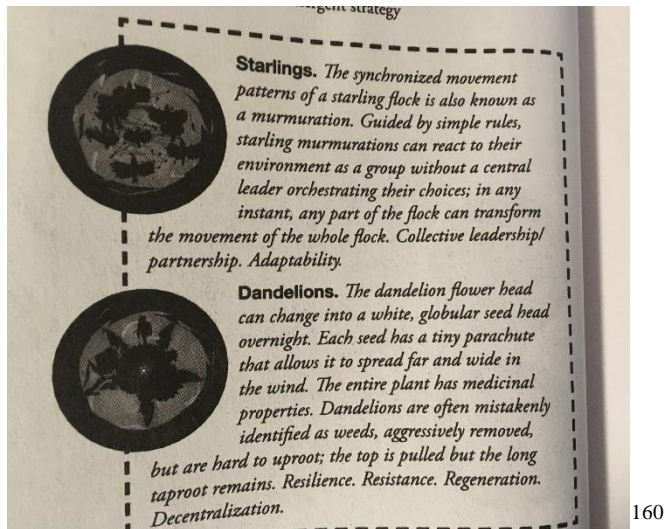 strategy
Starlings. The synchronized movement
patterns of a starling flock is also known as
a murmuration. Guided by simple rules,
starling murmurations can react to their
environment as a group without a central
leader orchestrating their choices; in any
instant, any part of the flock can transform
the movement of the whole flock. Collective leadership/
partnership. Adaptability.
Dandelions. The dandelion flower head
can change into a white, globular seed head
overnight. Each seed has a tiny parachute
that allows it to spread far and wide in
the wind. The entire plant has medicinal
properties. Dandelions are often mistakenly
identified as weeds, aggressively removed,
but are hard to uproot; the top is pulled but the long
taproot remains. Resilience. Resistance. Regeneration.
Decentralization.
160